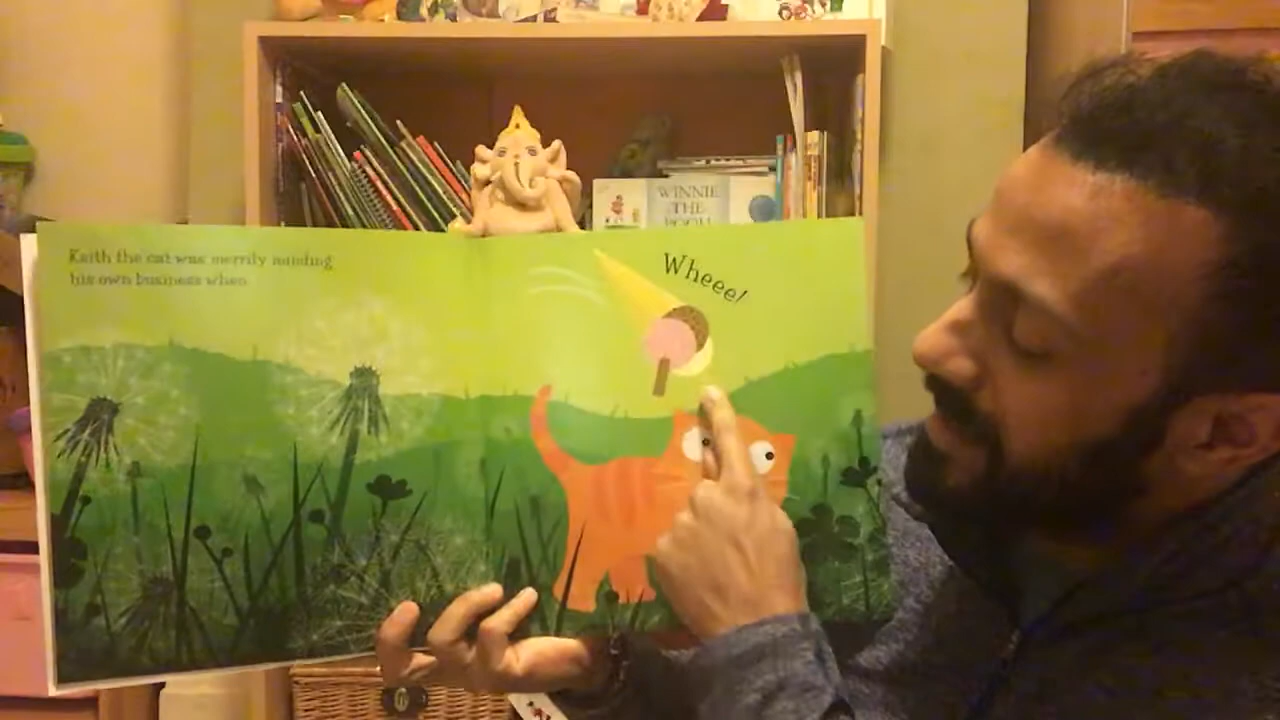 Keith the cat was merrily minding
his own business when
Wheee!
WINNIE
THE
POOH